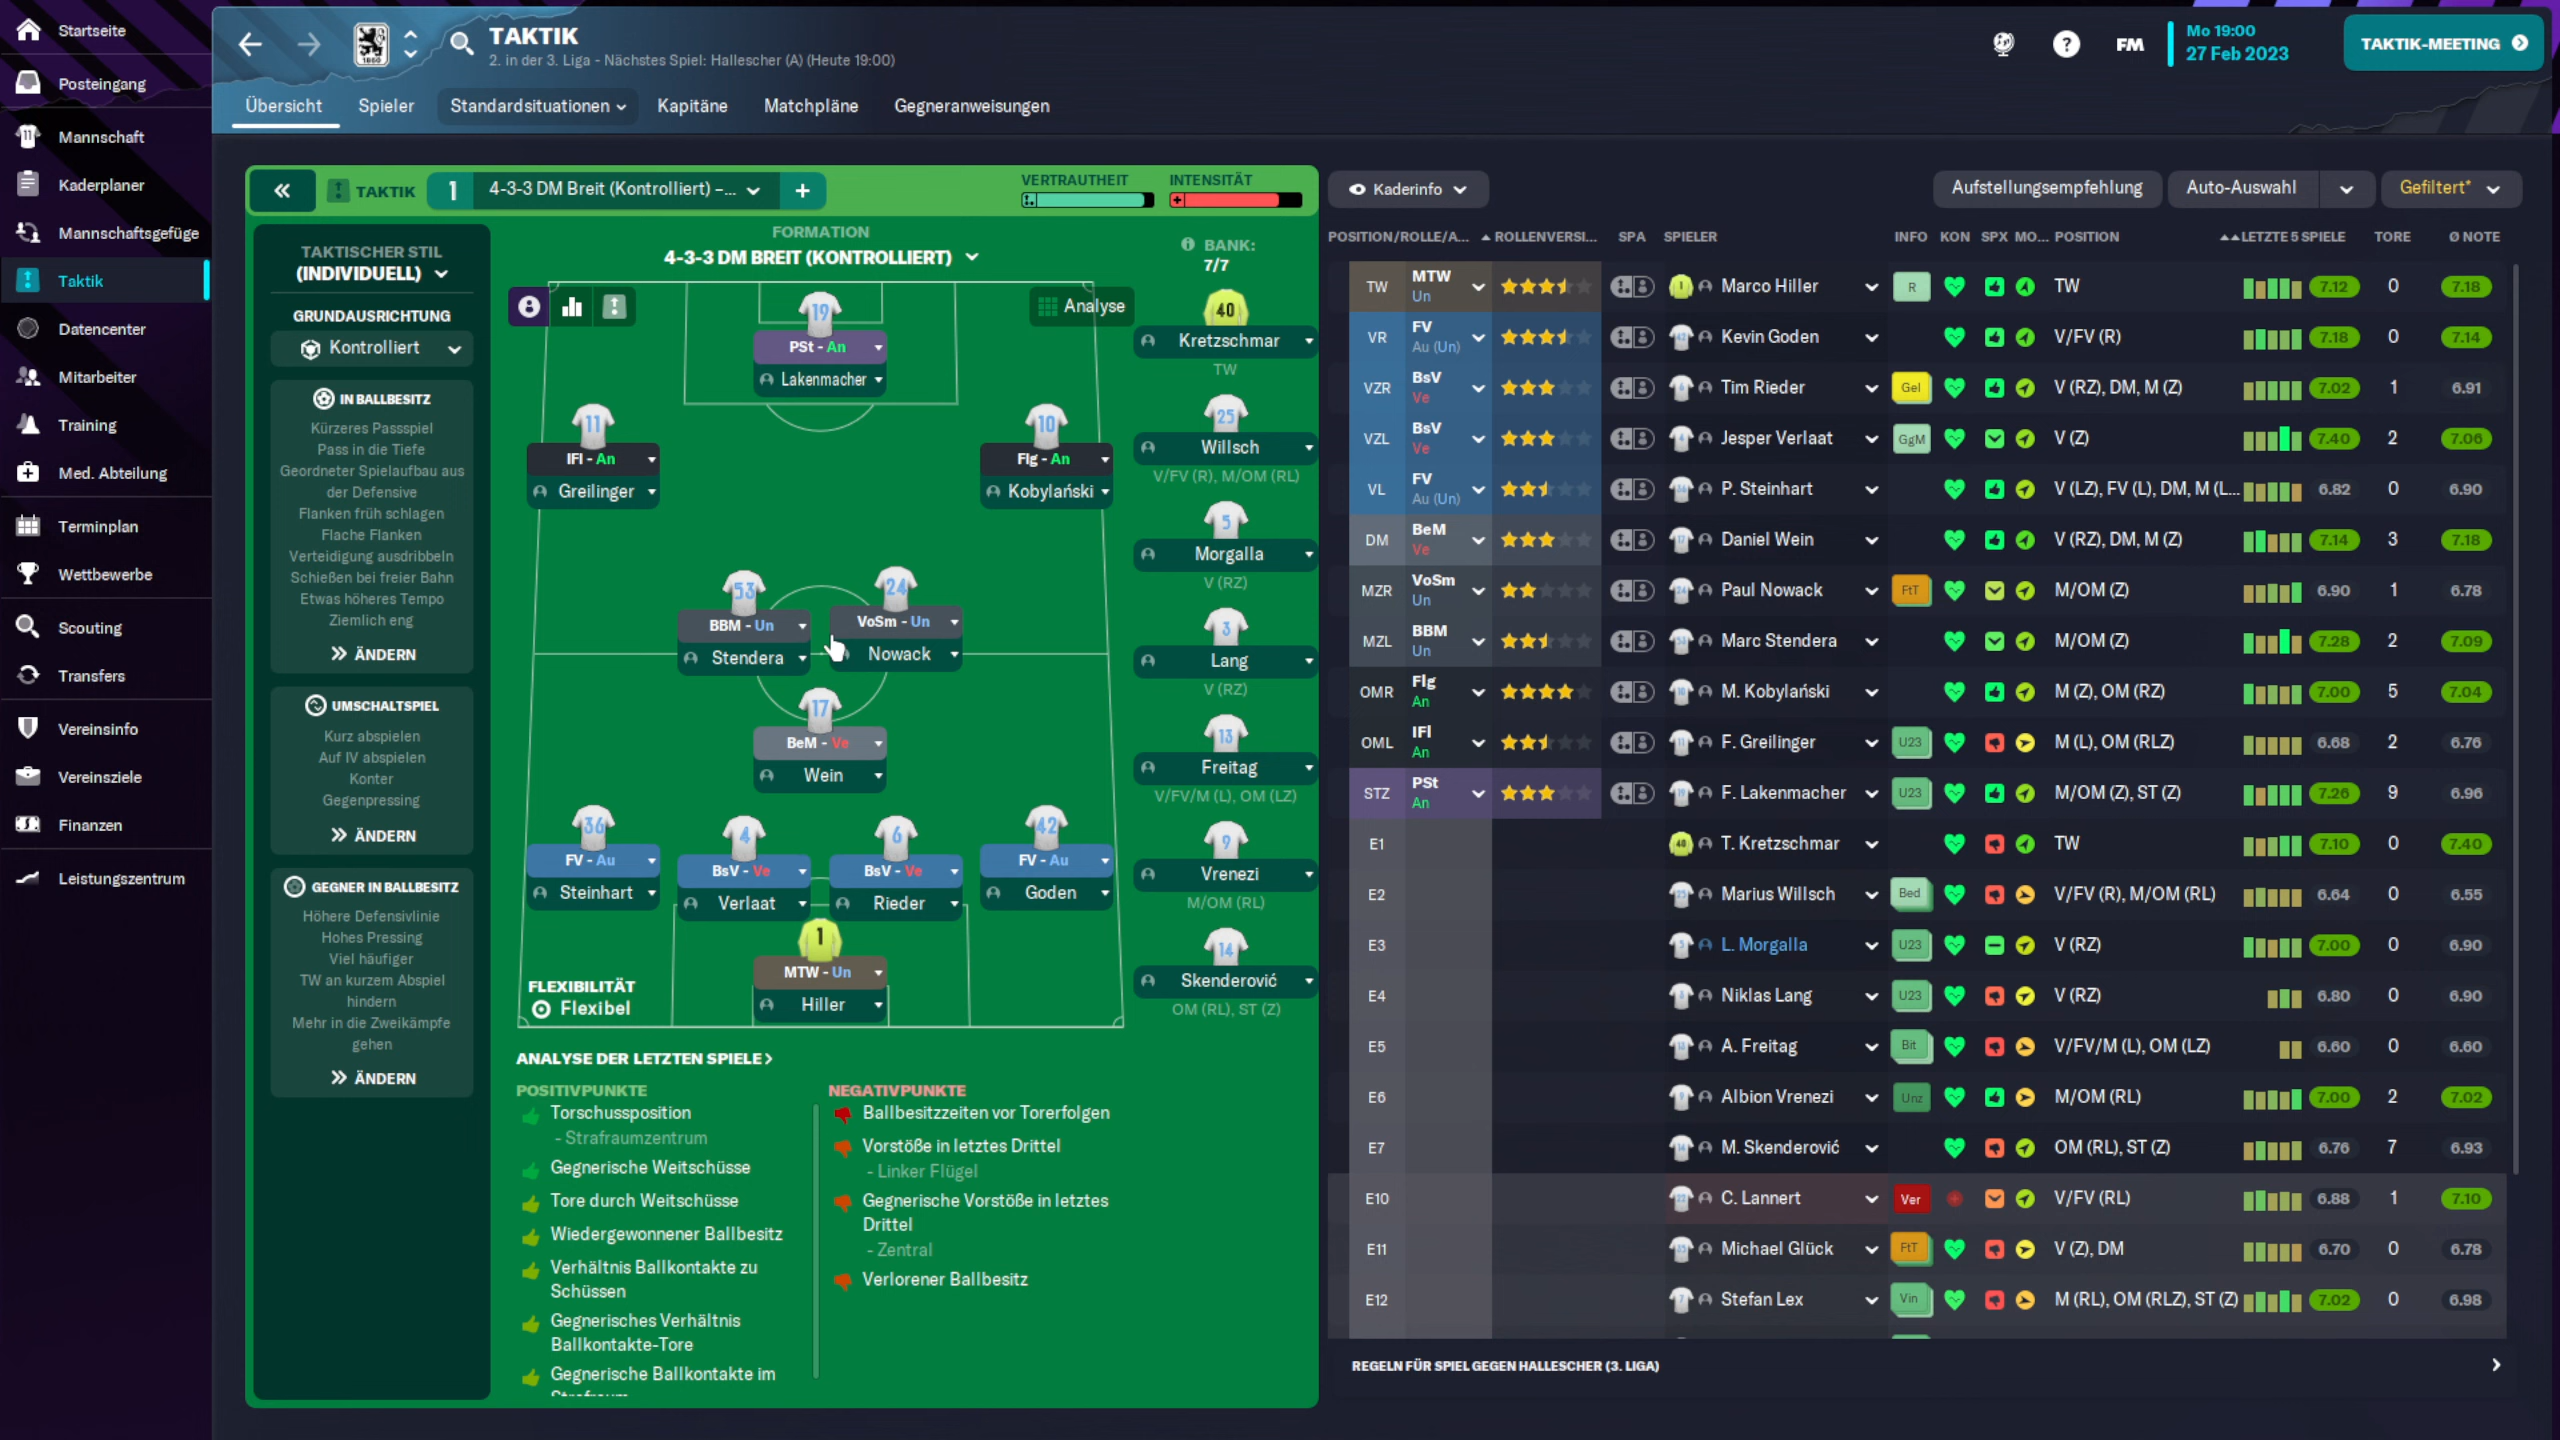 Startseite
Posteingang
Mannschaft
Kaderplaner
Mannschaftsgefüge
Taktik
Datencenter
Mitarbeiter
Training
Med. Abteilung
Terminplan
Wettbewerbe
Scouting
Transfers
Vereinsinfo
Vereinsziele
Finanzen
Leistungszentrum
TAKTIK
2. in der 3. Liga - Nächstes Spiel: Hallescher (A) (Heute 19:00)
FM
Mo 19:00
27 Feb 2023
TAKTIK-MEETING
Übersicht
Spieler
Standardsituationen
Kapitäne
Matchpläne
Gegneranweisungen
TAKTIK
1
4-3-3 DM Breit (Kontrolliert) –...
VERTRAUTHEIT
INTENSITÄT
TAKTISCHER STIL
(INDIVIDUELL)
GRUNDAUSRICHTUNG
Kontrolliert
IN BALLBESITZ
Kürzeres Passspiel
Pass in die Tiefe
Geordneter Spielaufbau aus
der Defensive
Flanken früh schlagen
Flache Flanken
Verteidigung ausdribbeln
Schießen bei freier Bahn
Etwas höheres Tempo
Ziemlich eng
ÄNDERN
UMSCHALTSPIEL
Kurz abspielen
Auf IV abspielen
Konter
Gegenpressing
ÄNDERN
GEGNER IN BALLBESITZ
Höhere Defensivlinie
Hohes Pressing
Viel häufiger
TW an kurzem Abspiel
hindern
Mehr in die Zweikämpfe
gehen
ÄNDERN
FORMATION
4-3-3 DM BREIT (KONTROLLIERT)
Analyse
19
PSt - An
Lakenmacher
11
IFl - An
Greilinger
10
Flg - An
Kobylański
53
BBM - Un
Stendera
24
VoSm - Un
Nowack
17
BeM - Ve
Wein
36
FV - Au
Steinhart
4
BsV - Ve
Verlaat
6
BsV - Ve
Rieder
42
FV - Au
Goden
1
MTW - Un
Hiller
FLEXIBILITÄT
Flexibel
BANK:
7/7
40
Kretzschmar
TW
25
Willsch
V/FV (R), M/OM (RL)
5
Morgalla
V (RZ)
3
Lang
V (RZ)
13
Freitag
V/FV/M (L), OM (LZ)
9
Vrenezi
M/OM (RL)
14
Skenderović
OM (RL), ST (Z)
ANALYSE DER LETZTEN SPIELE
POSITIVPUNKTE
Torschussposition
- Strafraumzentrum
Gegnerische Weitschüsse
Tore durch Weitschüsse
Wiedergewonnener Ballbesitz
Verhältnis Ballkontakte zu
Schüssen
Gegnerisches Verhältnis
Ballkontakte-Tore
Gegnerische Ballkontakte im
NEGATIVPUNKTE
Ballbesitzzeiten vor Torerfolgen
Vorstöße in letztes Drittel
- Linker Flügel
Gegnerische Vorstöße in letztes
Drittel
- Zentral
Verlorener Ballbesitz
Kaderinfo
Aufstellungsempfehlung
Auto-Auswahl
Gefiltert*
POSITION/ROLLE/A... ROLLENVERSI... SPA SPIELER INFO KON SPX MO... POSITION LETZTE 5 SPIELE TORE Ø NOTE
TW MTW Un Marco Hiller R TW 7.12 0 7.18
VR FV Au (Un) Kevin Goden V/FV (R) 7.18 0 7.14
VZR BsV Ve Tim Rieder Gel V (RZ), DM, M (Z) 7.02 1 6.91
VZL BsV Ve Jesper Verlaat GgM V (Z) 7.40 2 7.06
VL FV Au (Un) P. Steinhart V (LZ), FV (L), DM, M (L... 6.82 0 6.90
DM BeM Ve Daniel Wein V (RZ), DM, M (Z) 7.14 3 7.18
MZR VoSm Un Paul Nowack FtT M/OM (Z) 6.90 1 6.78
MZL BBM Un Marc Stendera M/OM (Z) 7.28 2 7.09
OMR Flg An M. Kobylański M (Z), OM (RZ) 7.00 5 7.04
OML IFl An F. Greilinger U23 M (L), OM (RLZ) 6.68 2 6.76
STZ PSt An F. Lakenmacher U23 M/OM (Z), ST (Z) 7.26 9 6.96
E1 T. Kretzschmar TW 7.10 0 7.40
E2 Marius Willsch Bed V/FV (R), M/OM (RL) 6.64 0 6.55
E3 L. Morgalla U23 V (RZ) 7.00 0 6.90
E4 Niklas Lang U23 V (RZ) 6.80 0 6.90
E5 A. Freitag Bit V/FV/M (L), OM (LZ) 6.60 0 6.60
E6 Albion Vrenezi Unz M/OM (RL) 7.00 2 7.02
E7 M. Skenderović OM (RL), ST (Z) 6.76 7 6.93
E10 C. Lannert Ver V/FV (RL) 6.88 1 7.10
E11 Michael Glück FtT V (Z), DM 6.70 0 6.78
E12 Stefan Lex Vin M (RL), OM (RLZ), ST (Z) 7.02 0 6.98
REGELN FÜR SPIEL GEGEN HALLESCHER (3. LIGA)